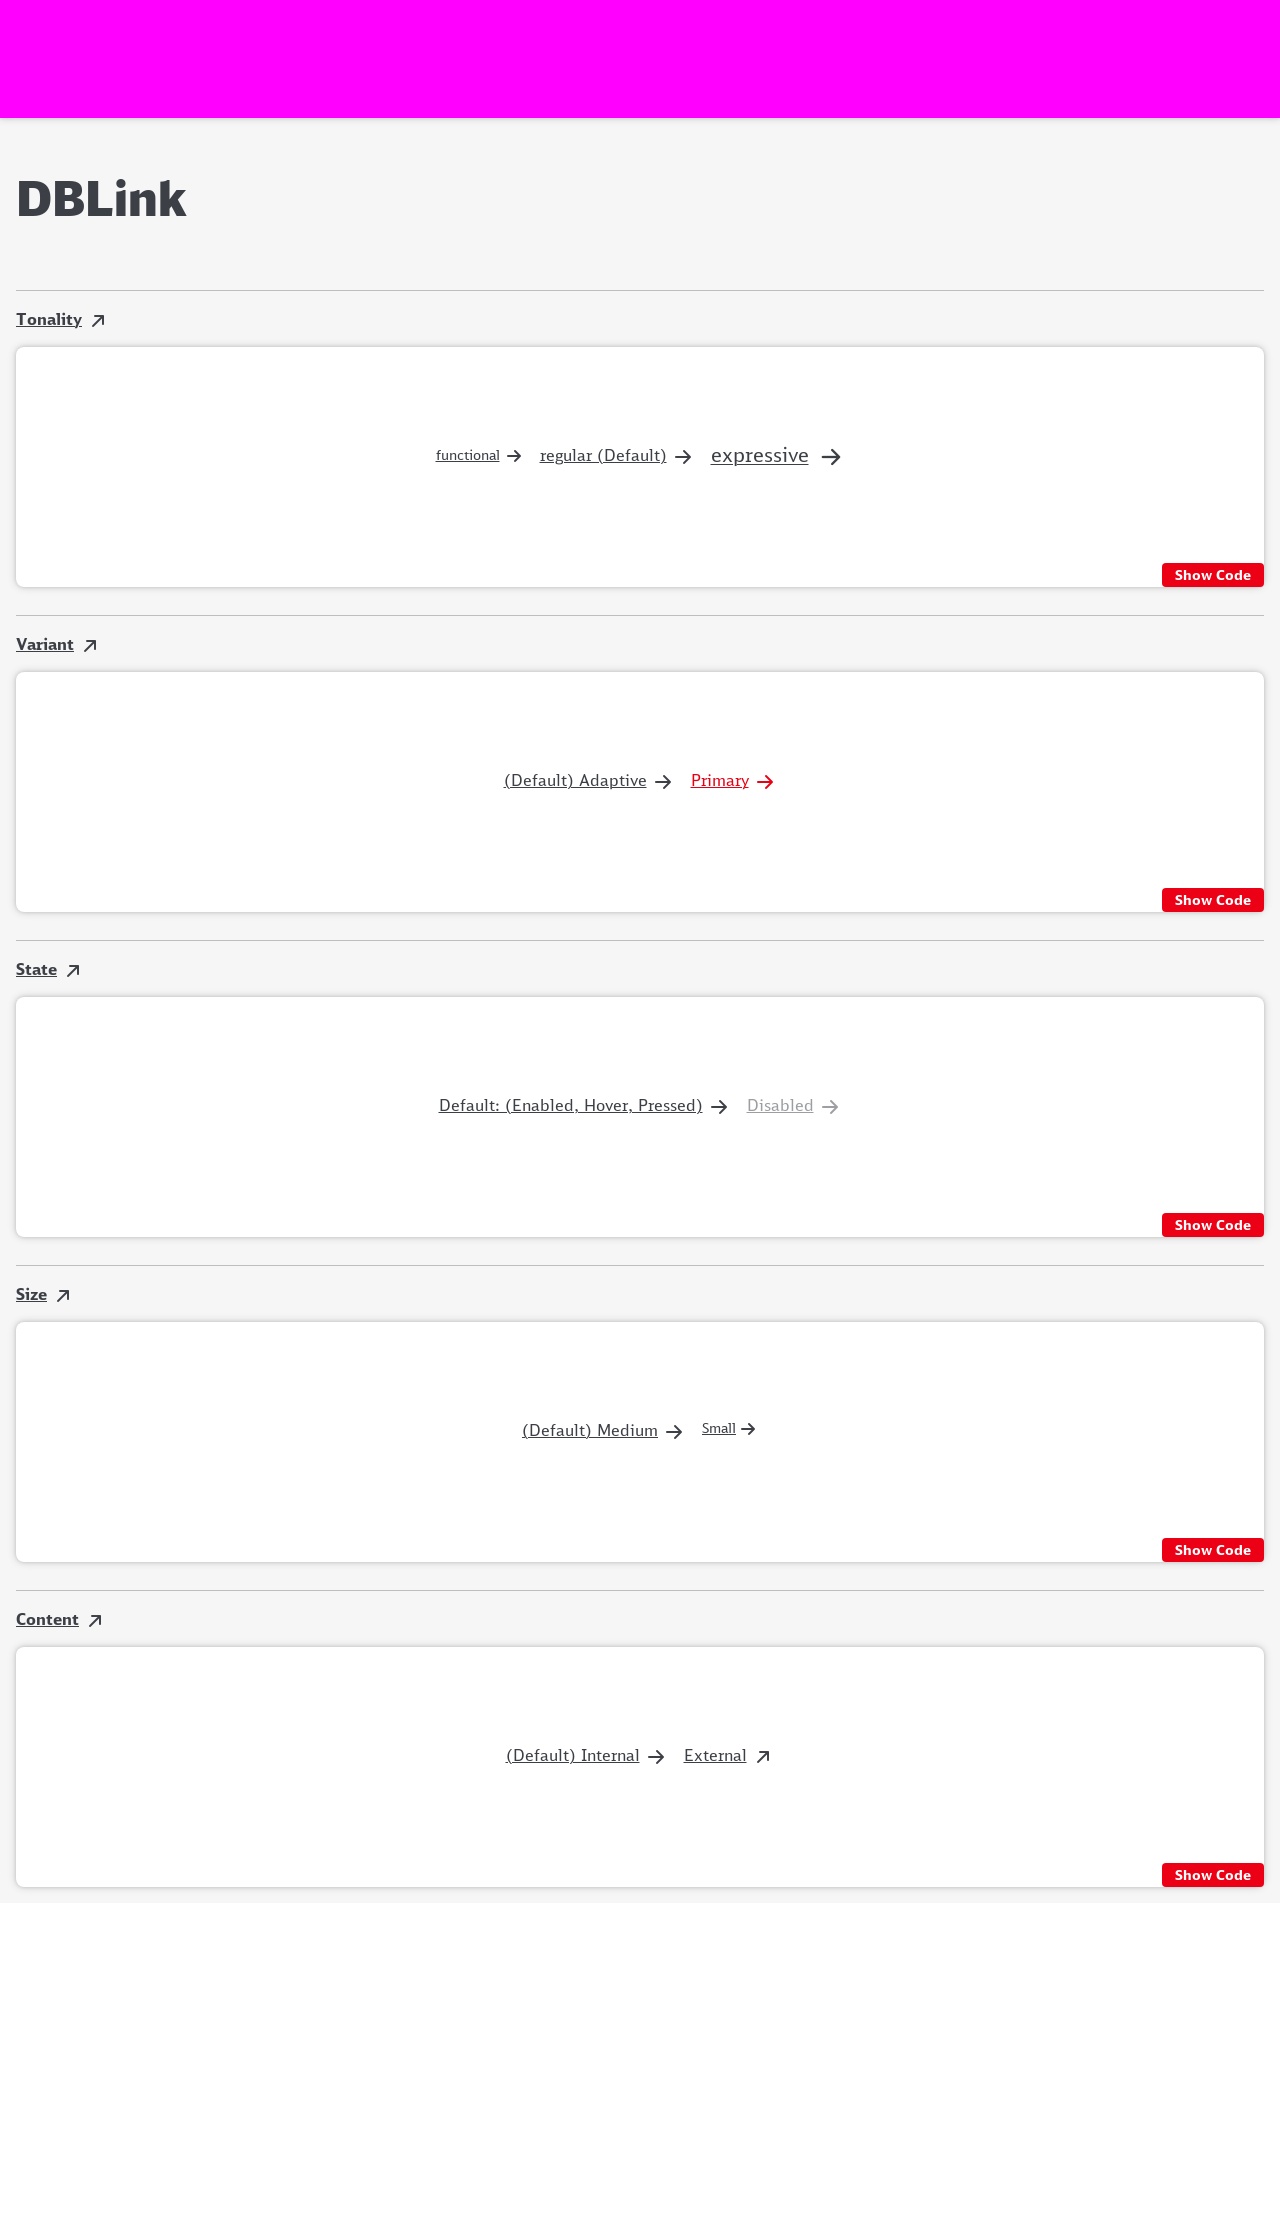 DBLink
Tonality
functional regular (Default) expressive
Show Code
Variant
(Default) Adaptive Primary
Show Code
State
Default: (Enabled, Hover, Pressed) Disabled
Show Code
Size
(Default) Medium Small
Show Code
Content
(Default) Internal External
Show Code